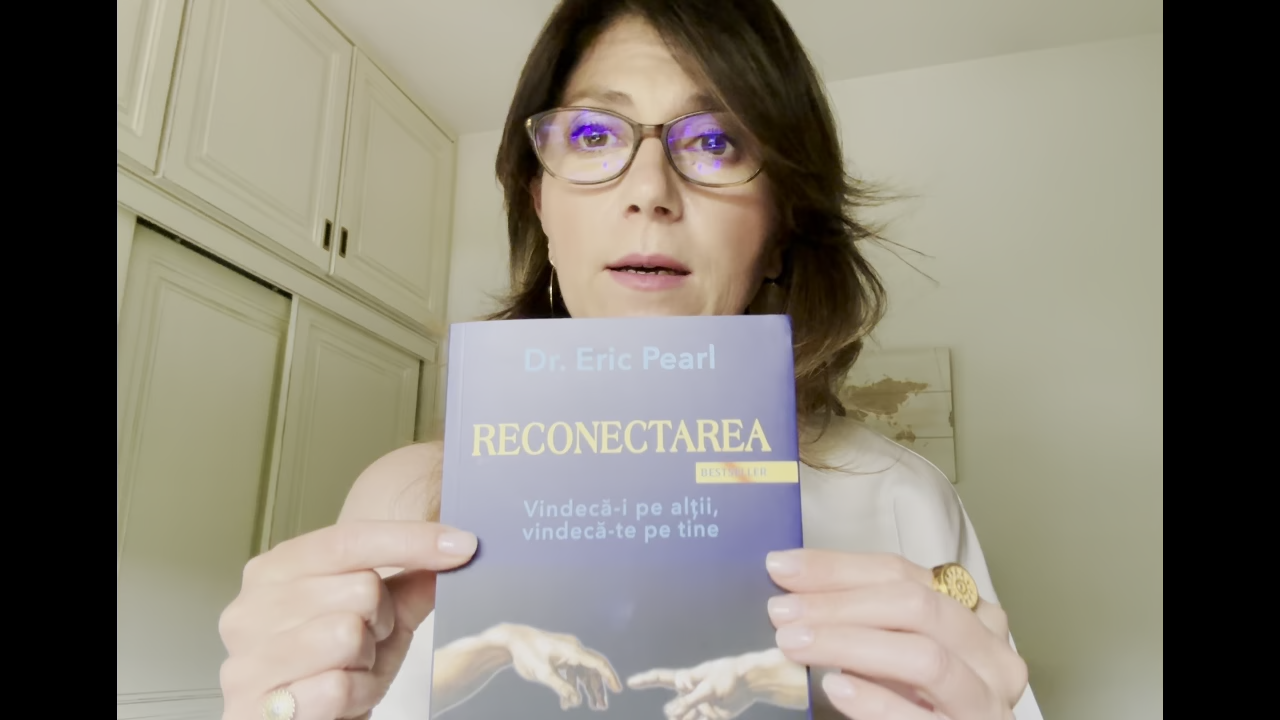 Dr. Eric Pearl
RECONECTAREA
BESTSELLER
Vindecă-i pe alții,
vindecă-te pe tine